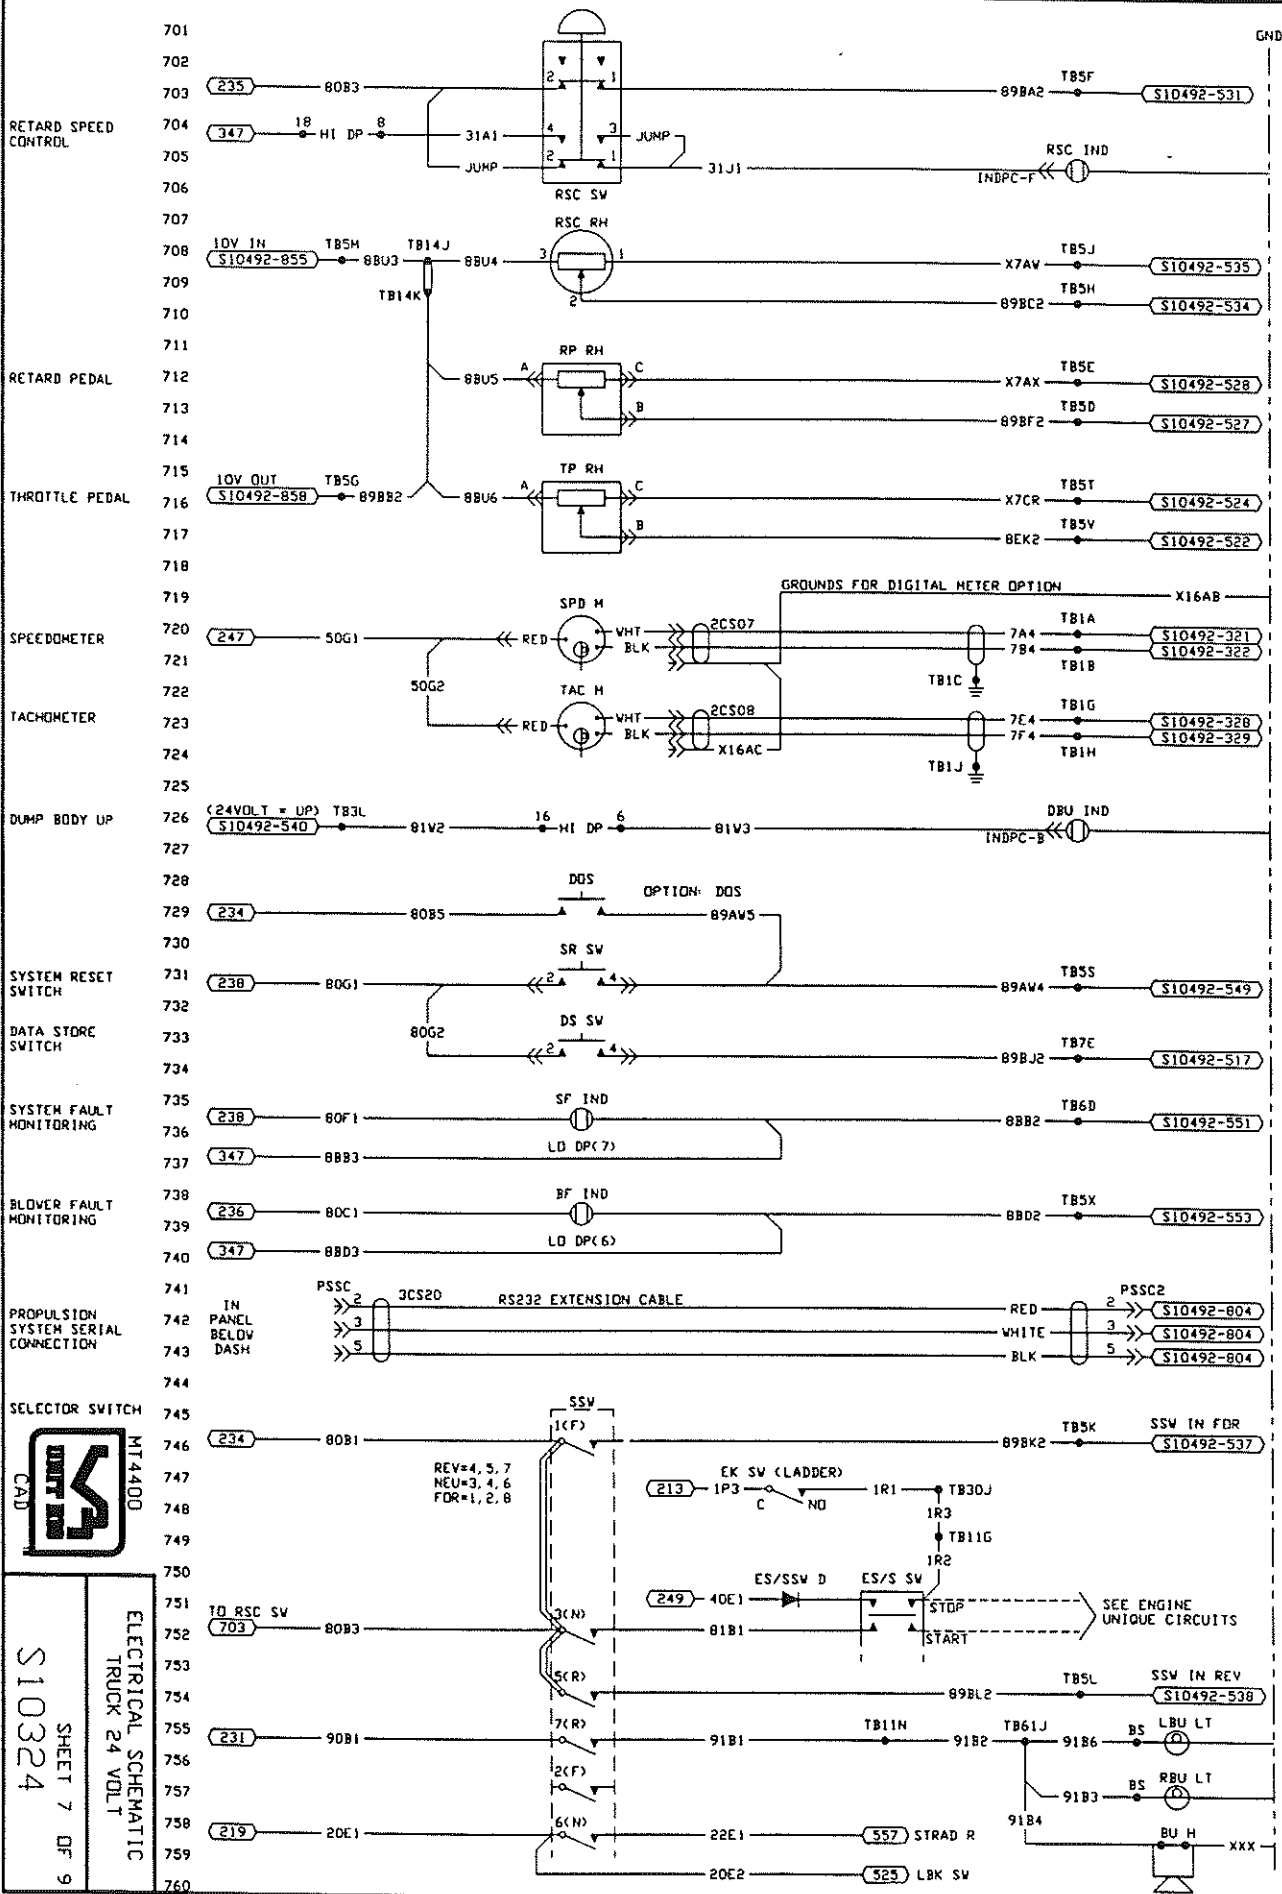 701
GND
702
235 80B3 2 1 89BA2 TB5F S10492-531
703
RETARD SPEED CONTROL
704
347 18 HI DP 8 31A1 4 3 JUMP
705
JUMP 2 1 31J1 INDPC-F RSC IND
706
RSC SW
707
RSC RH
708
10V IN
S10492-855 TB5M 8BU3 TB14J 8BU4 3 1 X7AW TB5J S10492-535
709
TB14K 2 89BC2 TB5H S10492-534
710
711
RP RH
RETARD PEDAL
712
8BU5 A C X7AX TB5E S10492-528
713
B 89BF2 TB5D S10492-527
714
715
10V OUT TP RH
THROTTLE PEDAL
716
S10492-858 TB5G 89BB2 8BU6 A C X7CR TB5T S10492-524
717
B 8EK2 TB5V S10492-522
718
GROUNDS FOR DIGITAL METER OPTION
719
X16AB
SPD M
SPEEDOMETER
720
247 50G1 RED WHT 2CS07 7A4 TB1A S10492-321
721
BLK 7B4 TB1B S10492-322
50G2 TB1C
722
TAC M
TACHOMETER
723
RED WHT 2CS08 7E4 TB1G S10492-328
BLK 7F4 TB1H S10492-329
724
X16AC TB1J
725
DUMP BODY UP
726
(24VOLT = UP)
S10492-540 TB3L 81W2 16 HI DP 6 81W3 INDPC-B DBU IND
727
728
DOS OPTION: DOS
729
234 80B5 89AW5
730
SR SW
SYSTEM RESET SWITCH
731
238 80G1 2 4 89AW4 TB5S S10492-549
732
80G2
DATA STORE SWITCH
733
DS SW
2 4 89BJ2 TB7E S10492-517
734
735
SF IND
SYSTEM FAULT MONITORING
238 80F1 8BB2 TB6D S10492-551
736
347 8BB3 LO DP(7)
737
738
BF IND
BLOWER FAULT MONITORING
236 80C1 8BD2 TB5X S10492-553
739
LO DP(6)
740
347 8BD3
741
PSSC PSSC2
3CS20 RS232 EXTENSION CABLE
PROPULSION SYSTEM SERIAL CONNECTION
IN PANEL BELOW DASH
2 RED 2 S10492-804
742
3 WHITE 3 S10492-804
743
5 BLK 5 S10492-804
744
SELECTOR SWITCH
745
SSW
1(F)
746
234 80B1 89BK2 TB5K SSW IN FOR
S10492-537
REV=4, 5, 7
NEU=3, 4, 6
FOR=1, 2, 8
747
EK SW (LADDER)
213 1P3 C NO 1R1 TB30J
748
1R3
749
TB11G
1R2
750
751
249 40E1 ES/SSW D ES/S SW
STOP
START
SEE ENGINE UNIQUE CIRCUITS
TO RSC SW
752
703 80B3 3(N) 81B1
753
5(R)
754
89BL2 TB5L SSW IN REV
S10492-538
755
231 90B1 7(R) 91B1 TB11N 91B2 TB61J 91B6 BS LBU LT
756
2(F)
757
91B3 BS RBU LT
758
91B4
219 20E1 6(N) 22E1 557 STRAD R BU H XXX
759
20E2 525 LBK SW
760
MT4400
CAD
ELECTRICAL SCHEMATIC
TRUCK 24 VOLT
SHEET 7 OF 9
S10324